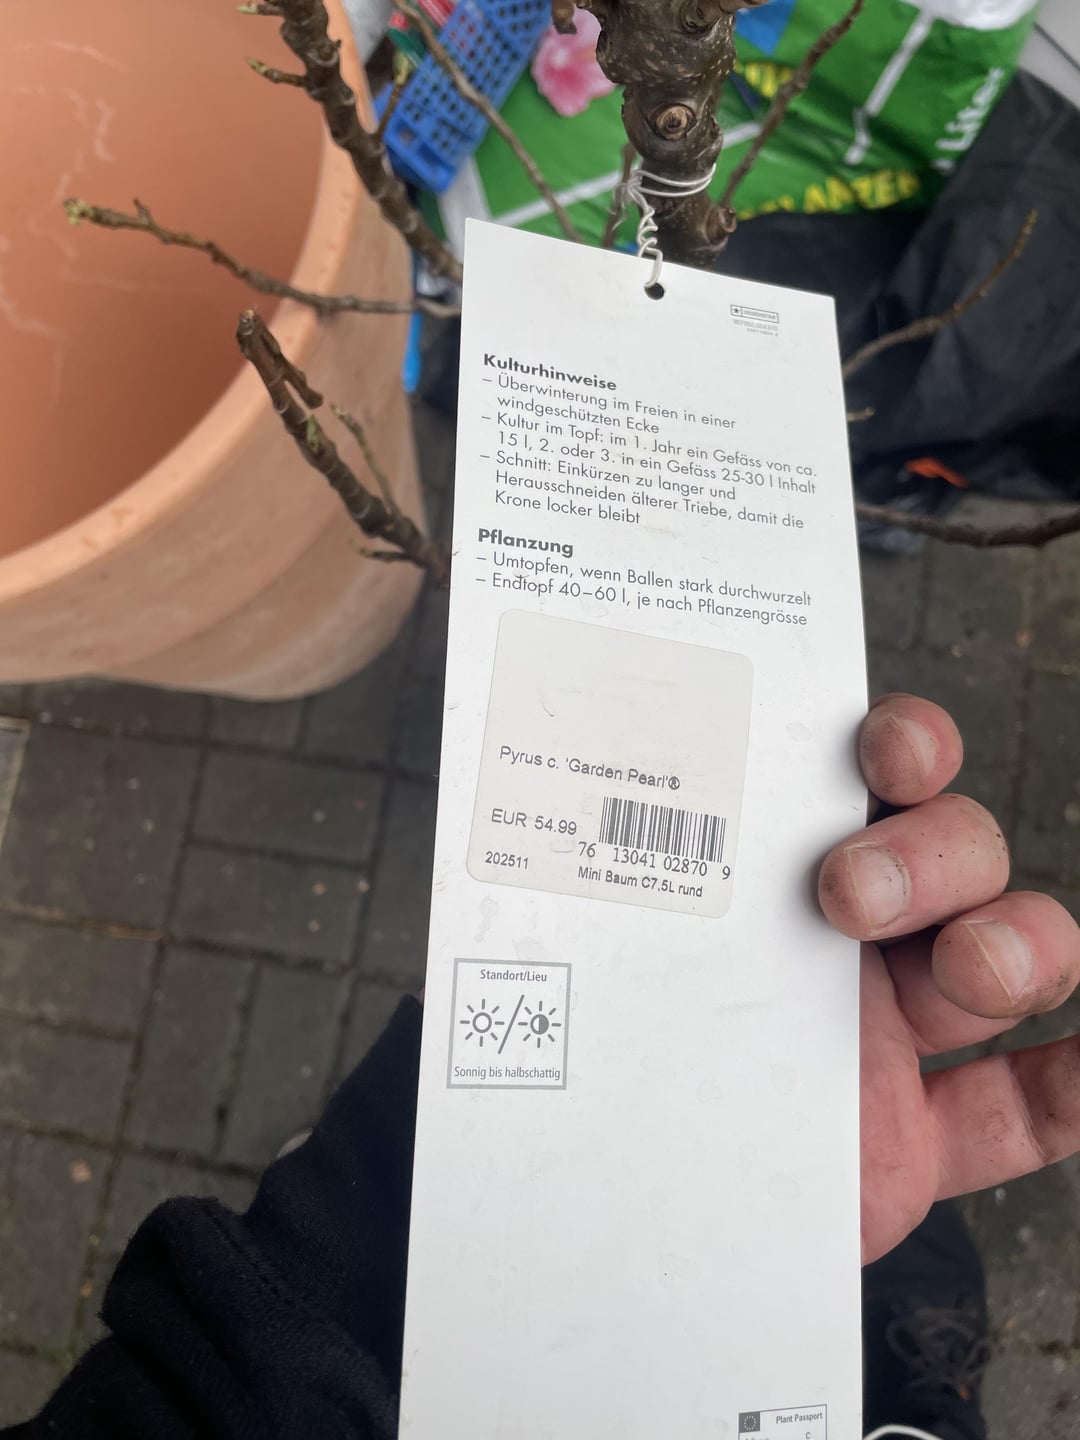 Liter
PFLANZEN
Kulturhinweise
– Überwinterung im Freien in einer
windgeschützten Ecke
– Kultur im Topf: im 1. Jahr ein Gefäss von ca.
15 l, 2. oder 3. in ein Gefäss 25-30 l Inhalt
– Schnitt: Einkürzen zu langer und
Herausschneiden älterer Triebe, damit die
Krone locker bleibt
Pflanzung
– Umtopfen, wenn Ballen stark durchwurzelt
– Endtopf 40–60 l, je nach Pflanzengrösse
Pyrus c. 'Garden Pearl'®
EUR 54.99
76 13041 02870 9
202511
Mini Baum C7,5L rund
Standort/Lieu
Sonnig bis halbschattig
Plant Passport
C